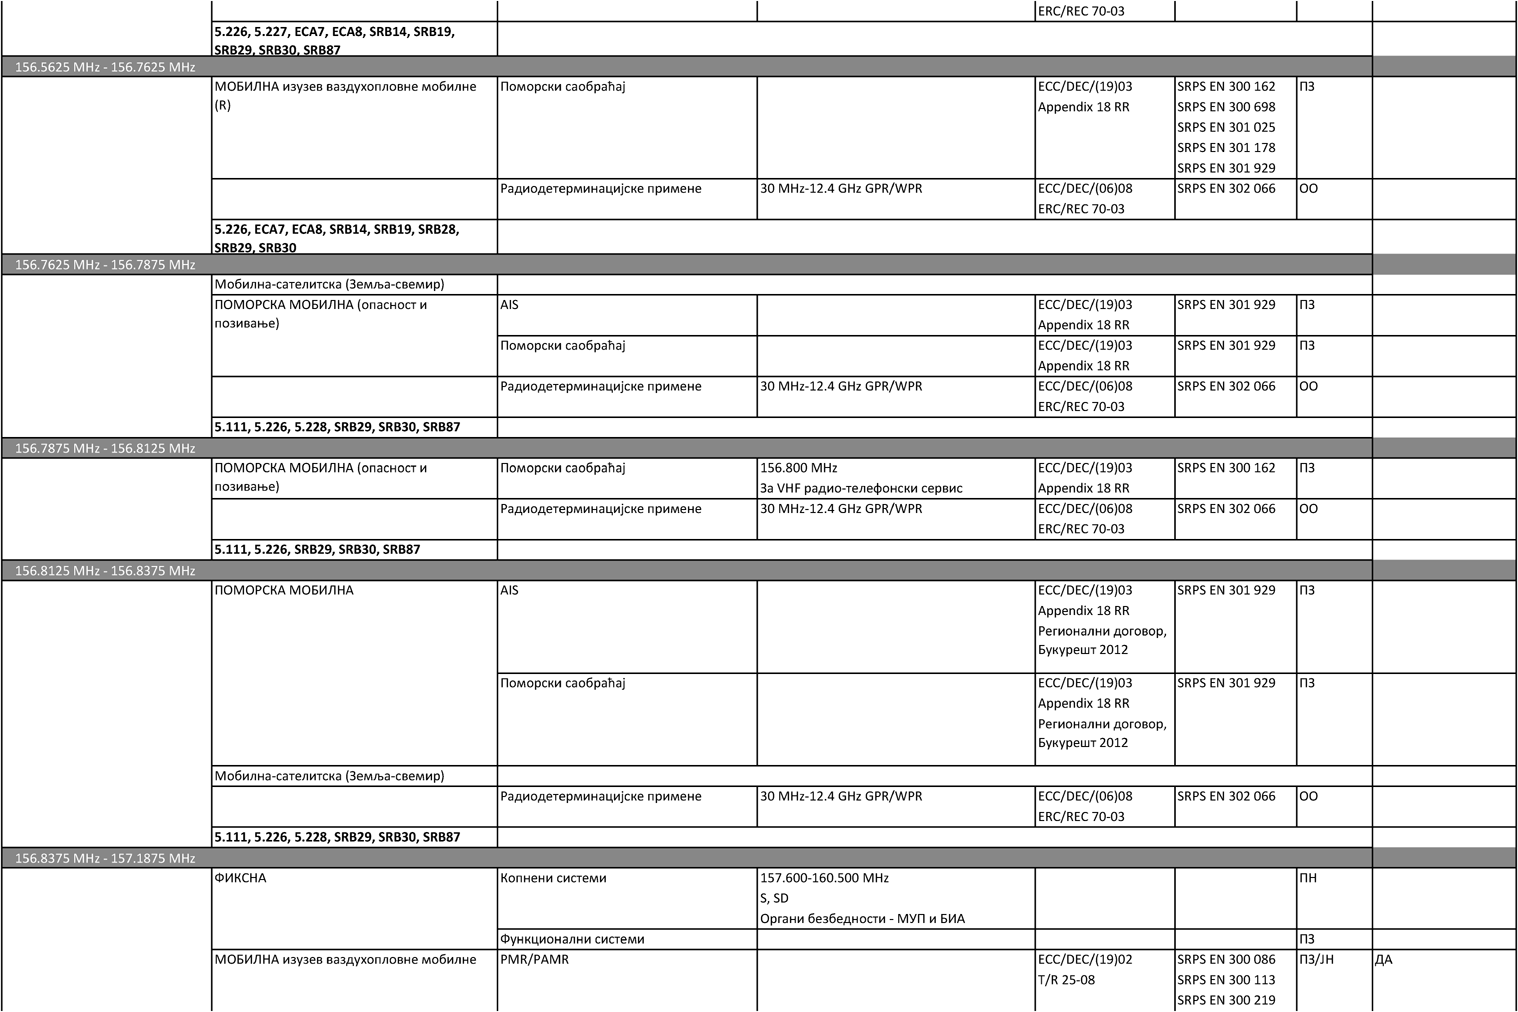 ERC/REC 70-03
5.226, 5.227, ECA7, ECA8, SRB14, SRB19,
SRB29, SRB30, SRB87
156.5625 MHz - 156.7625 MHz
МОБИЛНА изузев ваздухопловне мобилне
(R)
Поморски саобраћај
ECC/DEC/(19)03
Appendix 18 RR
SRPS EN 300 162
SRPS EN 300 698
SRPS EN 301 025
SRPS EN 301 178
SRPS EN 301 929
ПЗ
Радиодетерминацијске примене
30 MHz-12.4 GHz GPR/WPR
ECC/DEC/(06)08
ERC/REC 70-03
SRPS EN 302 066
ОО
5.226, ECA7, ECA8, SRB14, SRB19, SRB28,
SRB29, SRB30
156.7625 MHz - 156.7875 MHz
Мобилна-сателитска (Земља-свемир)
ПОМОРСКА МОБИЛНА (опасност и
позивање)
AIS
ECC/DEC/(19)03
Appendix 18 RR
SRPS EN 301 929
ПЗ
Поморски саобраћај
ECC/DEC/(19)03
Appendix 18 RR
SRPS EN 301 929
ПЗ
Радиодетерминацијске примене
30 MHz-12.4 GHz GPR/WPR
ECC/DEC/(06)08
ERC/REC 70-03
SRPS EN 302 066
ОО
5.111, 5.226, 5.228, SRB29, SRB30, SRB87
156.7875 MHz - 156.8125 MHz
ПОМОРСКА МОБИЛНА (опасност и
позивање)
Поморски саобраћај
156.800 MHz
За VHF радио-телефонски сервис
ECC/DEC/(19)03
Appendix 18 RR
SRPS EN 300 162
ПЗ
Радиодетерминацијске примене
30 MHz-12.4 GHz GPR/WPR
ECC/DEC/(06)08
ERC/REC 70-03
SRPS EN 302 066
ОО
5.111, 5.226, SRB29, SRB30, SRB87
156.8125 MHz - 156.8375 MHz
ПОМОРСКА МОБИЛНА
AIS
ECC/DEC/(19)03
Appendix 18 RR
Регионални договор,
Букурешт 2012
SRPS EN 301 929
ПЗ
Поморски саобраћај
ECC/DEC/(19)03
Appendix 18 RR
Регионални договор,
Букурешт 2012
SRPS EN 301 929
ПЗ
Мобилна-сателитска (Земља-свемир)
Радиодетерминацијске примене
30 MHz-12.4 GHz GPR/WPR
ECC/DEC/(06)08
ERC/REC 70-03
SRPS EN 302 066
ОО
5.111, 5.226, 5.228, SRB29, SRB30, SRB87
156.8375 MHz - 157.1875 MHz
ФИКСНА
Копнени системи
157.600-160.500 MHz
S, SD
Органи безбедности - МУП и БИА
ПН
Функционални системи
ПЗ
МОБИЛНА изузев ваздухопловне мобилне
PMR/PAMR
ECC/DEC/(19)02
T/R 25-08
SRPS EN 300 086
SRPS EN 300 113
SRPS EN 300 219
ПЗ/ЈН
ДА